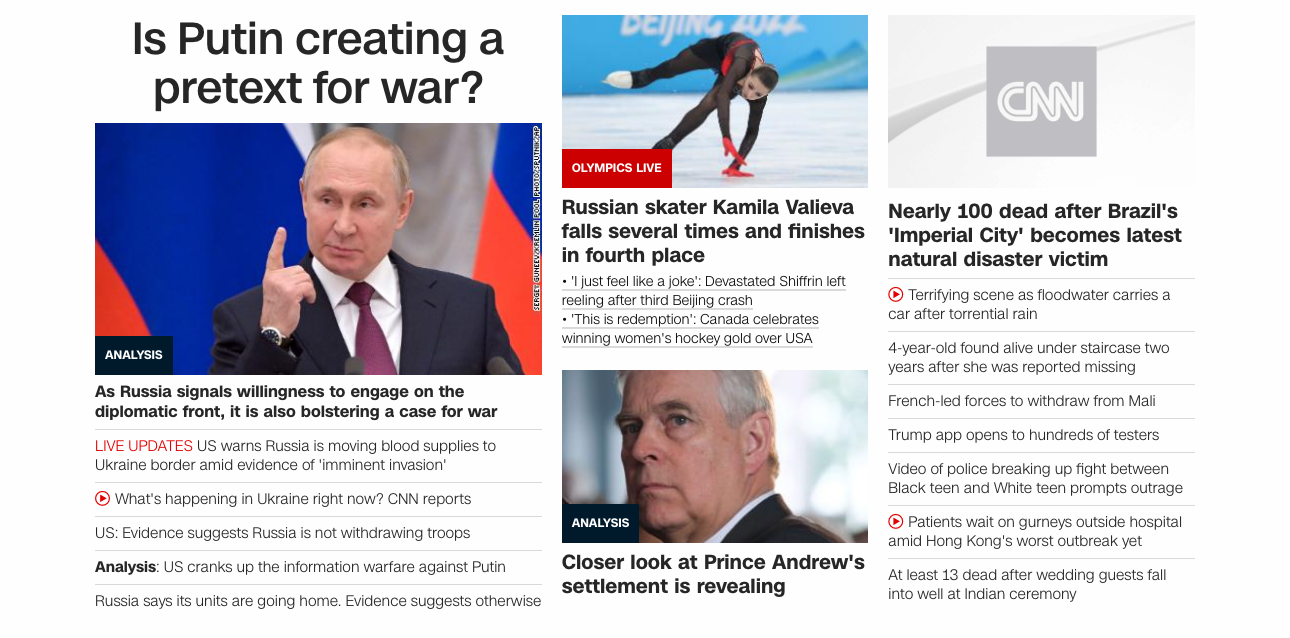 Is Putin creating a
pretext for war?
SERGEY GUNEEV/KREMLIN POOL PHOTO/SPUTNIK/AP
ANALYSIS
As Russia signals willingness to engage on the
diplomatic front, it is also bolstering a case for war
LIVE UPDATES US warns Russia is moving blood supplies to
Ukraine border amid evidence of 'imminent invasion'
What's happening in Ukraine right now? CNN reports
US: Evidence suggests Russia is not withdrawing troops
Analysis: US cranks up the information warfare against Putin
Russia says its units are going home. Evidence suggests otherwise
BEIJING 2022
OLYMPICS LIVE
Russian skater Kamila Valieva
falls several times and finishes
in fourth place
• 'I just feel like a joke': Devastated Shiffrin left
reeling after third Beijing crash
• 'This is redemption': Canada celebrates
winning women's hockey gold over USA
ANALYSIS
Closer look at Prince Andrew's
settlement is revealing
CNN
Nearly 100 dead after Brazil's
'Imperial City' becomes latest
natural disaster victim
Terrifying scene as floodwater carries a
car after torrential rain
4-year-old found alive under staircase two
years after she was reported missing
French-led forces to withdraw from Mali
Trump app opens to hundreds of testers
Video of police breaking up fight between
Black teen and White teen prompts outrage
Patients wait on gurneys outside hospital
amid Hong Kong's worst outbreak yet
At least 13 dead after wedding guests fall
into well at Indian ceremony